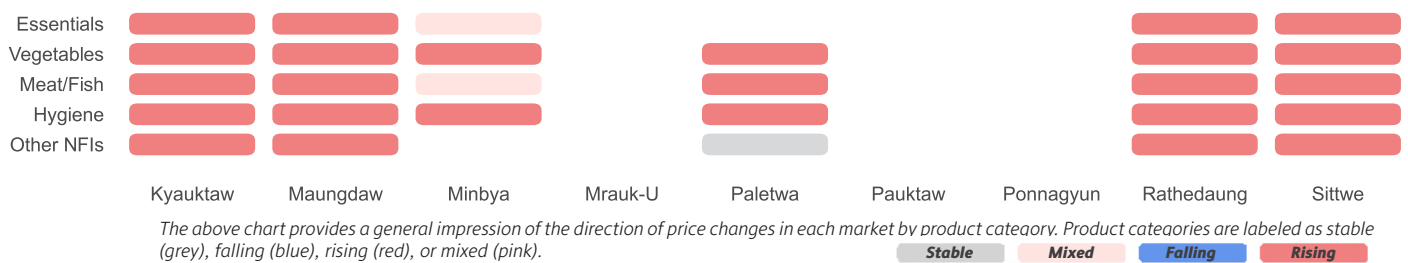 Essentials
Vegetables
Meat/Fish
Hygiene
Other NFIs
Kyauktaw Maungdaw Minbya Mrauk-U Paletwa Pauktaw Ponnagyun Rathedaung Sittwe
The above chart provides a general impression of the direction of price changes in each market by product category. Product categories are labeled as stable
(grey), falling (blue), rising (red), or mixed (pink).
Stable Mixed Falling Rising